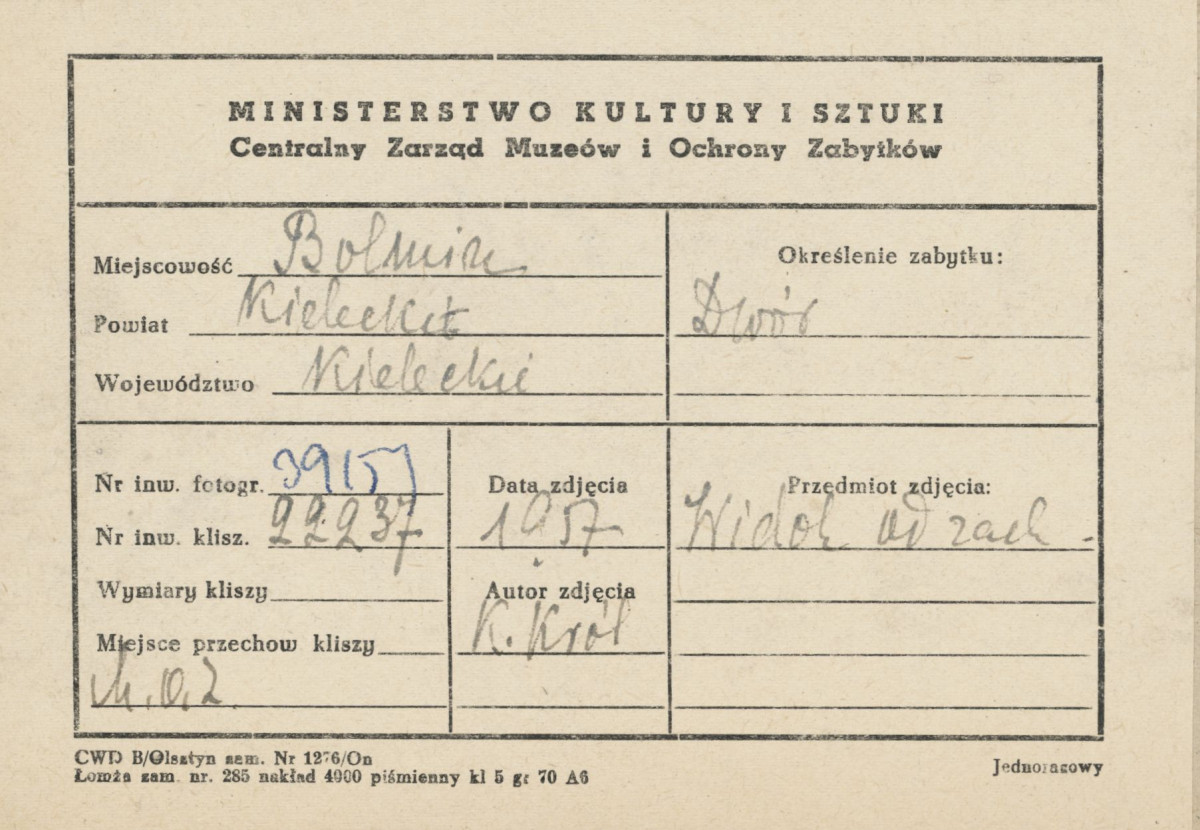 MINISTERSTWO KULTURY I SZTUKI
Centralny Zarząd Muzeów i Ochrony Zabytków
Miejscowość Bolmin
Powiat Kielecki
Województwo Kieleckie
Określenie zabytku:
Dwór
Nr inw. fotogr. 39157
Nr inw. klisz. 22237
Wymiary kliszy
Miejsce przechow kliszy
M.O.Z.
Data zdjęcia
1957
Autor zdjęcia
K. Król
Przedmiot zdjęcia:
Widok od zach.
CWD B/Olsztyn zam. Nr 1276/On
Łomża zam. nr. 285 nakład 4000 piśmienny kl 5 gr 70 A6
Jednorazowy